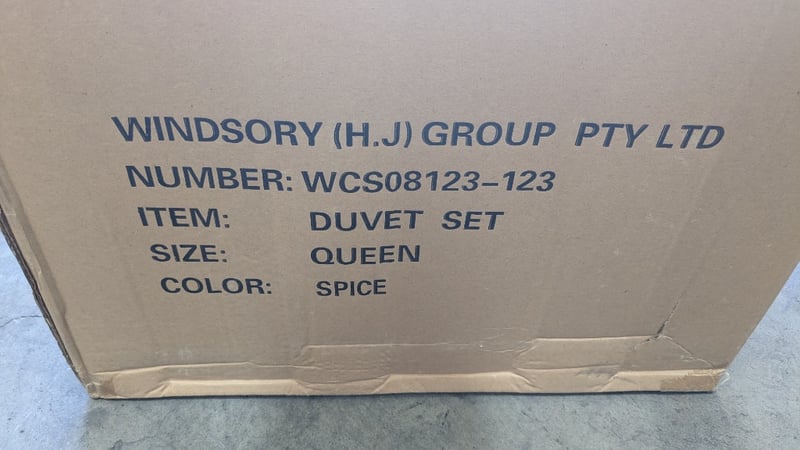 WINDSORY (H.J) GROUP PTY LTD
NUMBER: WCS08123-123
ITEM: DUVET SET
SIZE: QUEEN
COLOR: SPICE